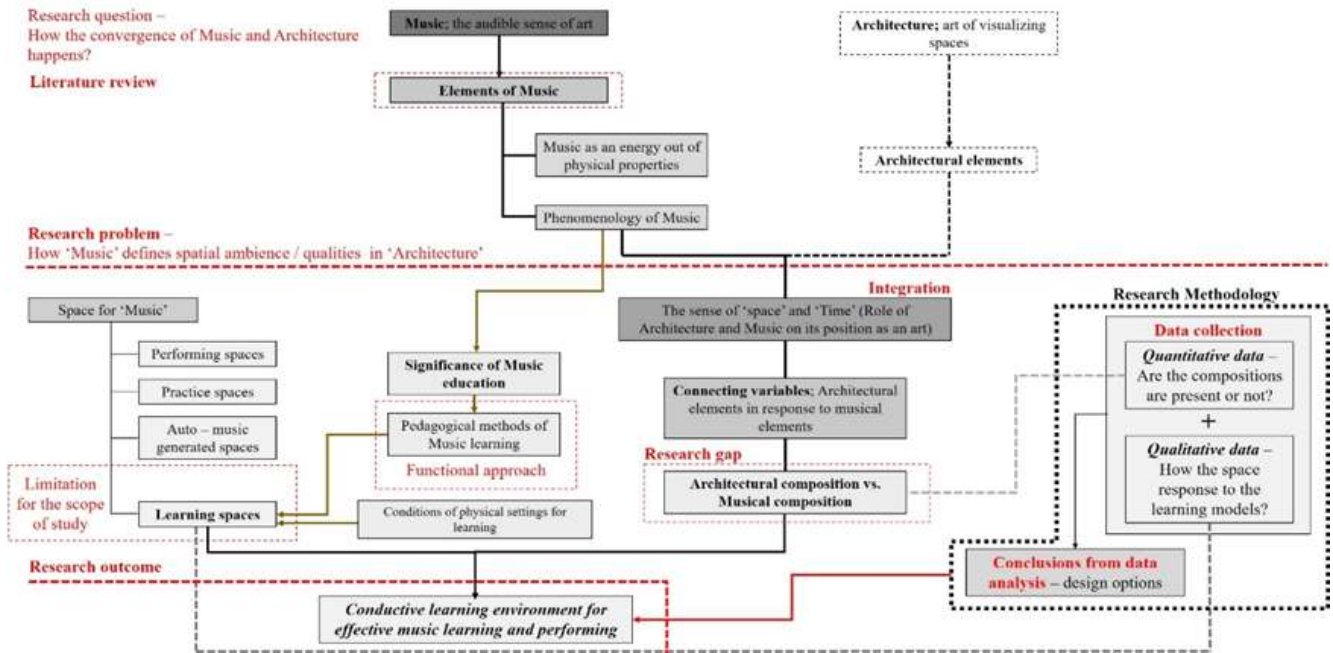 Research question –
How the convergence of Music and Architecture
happens?
Literature review
Music; the audible sense of art
Architecture; art of visualizing
spaces
Elements of Music
Music as an energy out of
physical properties
Architectural elements
Phenomenology of Music
Research problem –
How ‘Music’ defines spatial ambience / qualities in ‘Architecture’
Integration
Space for ‘Music’
Performing spaces
Practice spaces
Auto – music
generated spaces
Limitation
for the scope
of study
Learning spaces
Significance of Music
education
Pedagogical methods of
Music learning
Functional approach
Conditions of physical settings for
learning
The sense of ‘space’ and ‘Time’ (Role of
Architecture and Music on its position as an art)
Connecting variables; Architectural
elements in response to musical
elements
Research gap
Architectural composition vs.
Musical composition
Research Methodology
Data collection
Quantitative data –
Are the compositions
are present or not?
+
Qualitative data –
How the space
response to the
learning models?
Conclusions from data
analysis – design options
Research outcome
Conductive learning environment for
effective music learning and performing